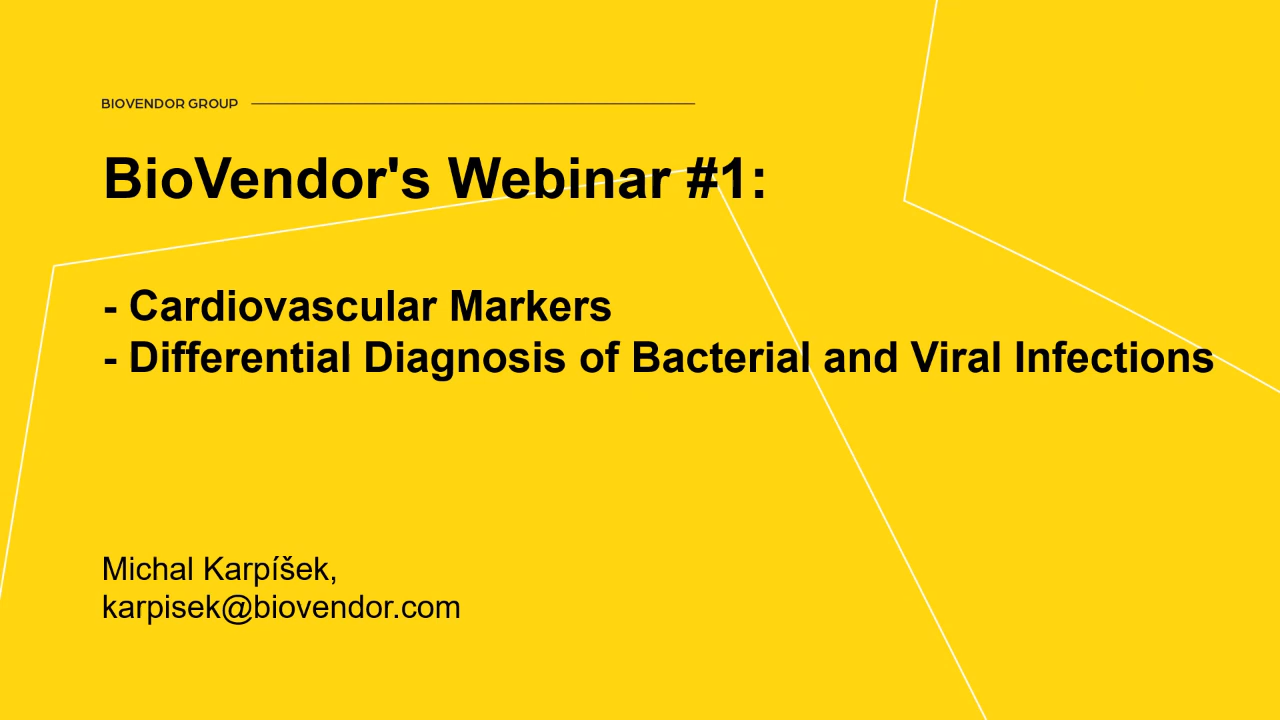 BIOVENDOR GROUP
BioVendor's Webinar #1:
- Cardiovascular Markers
- Differential Diagnosis of Bacterial and Viral Infections
Michal Karpíšek,
karpisek@biovendor.com